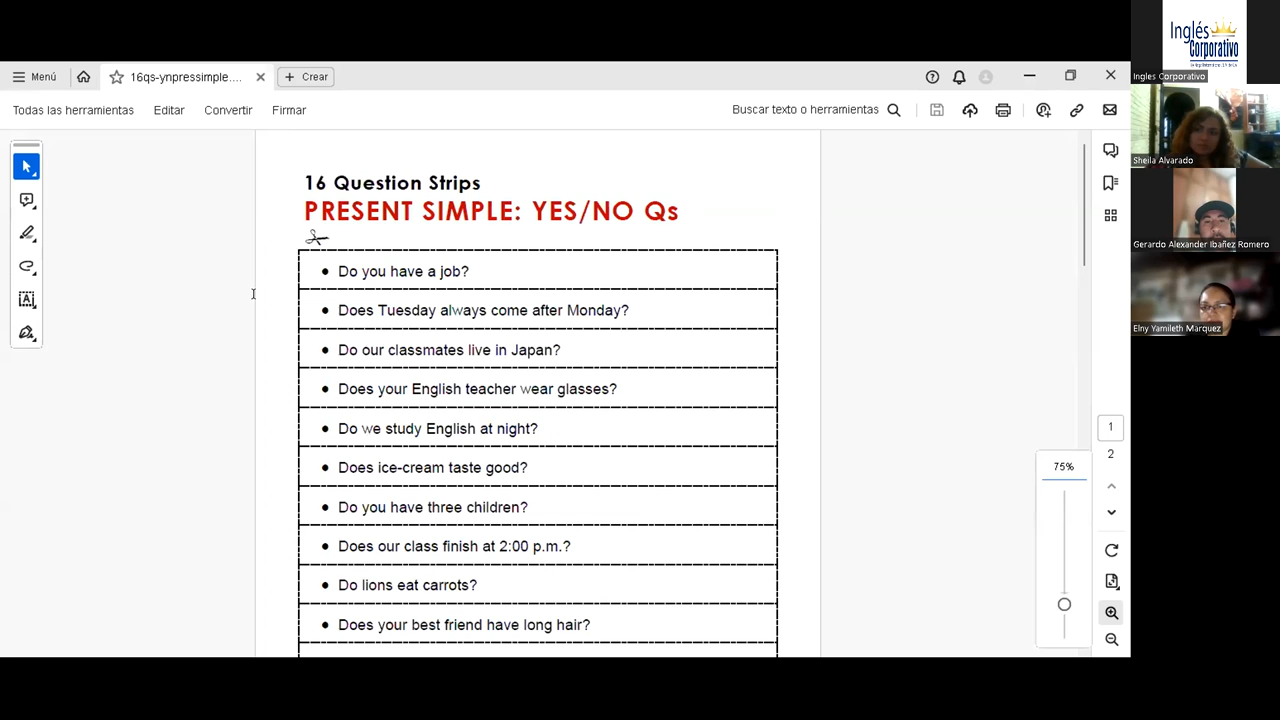 Menú
16qs-ynpressimple....
Crear
Todas las herramientas
Editar
Convertir
Firmar
Buscar texto o herramientas
16 Question Strips
PRESENT SIMPLE: YES/NO Qs
• Do you have a job?
• Does Tuesday always come after Monday?
• Do our classmates live in Japan?
• Does your English teacher wear glasses?
• Do we study English at night?
• Does ice-cream taste good?
• Do you have three children?
• Does our class finish at 2:00 p.m.?
• Do lions eat carrots?
• Does your best friend have long hair?
1
2
75%
Inglés
Corporativo
Ingles Corporativo
Sheila Alvarado
Gerardo Alexander Ibañez Romero
Elny Yamileth Marquez